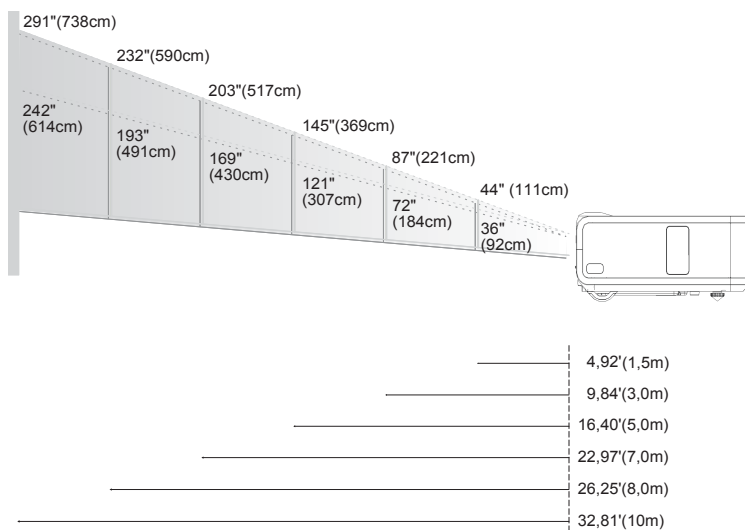 291"(738cm)
232"(590cm)
203"(517cm)
145"(369cm)
87"(221cm)
44" (111cm)
242"
(614cm)
193"
(491cm)
169"
(430cm)
121"
(307cm)
72"
(184cm)
36"
(92cm)
4,92'(1,5m)
9,84'(3,0m)
16,40'(5,0m)
22,97'(7,0m)
26,25'(8,0m)
32,81'(10m)